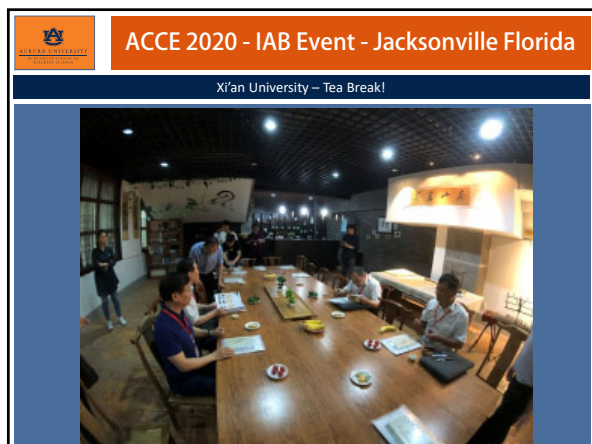 AUBURN UNIVERSITY
ACCE 2020 - IAB Event - Jacksonville Florida
Xi'an University – Tea Break!